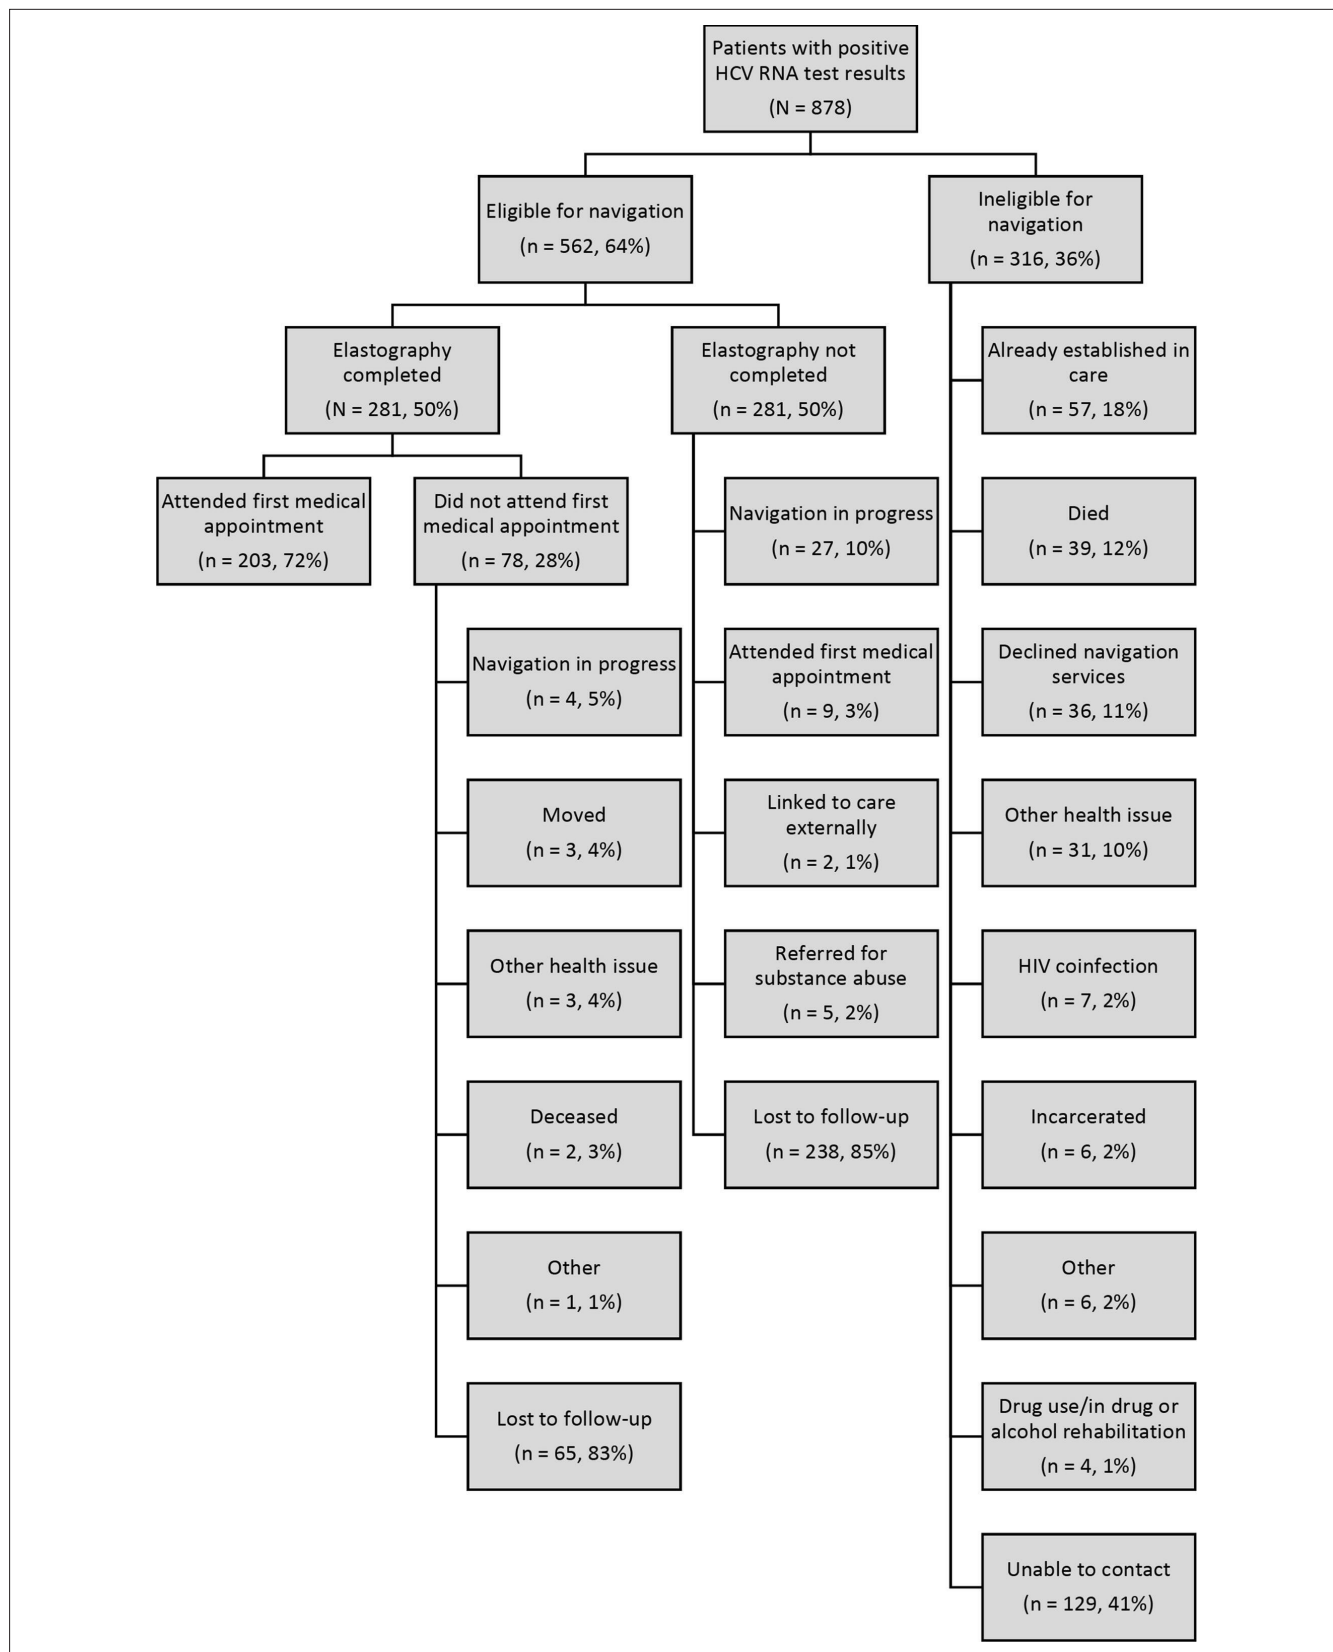 Patients with positive
HCV RNA test results
(N = 878)
Eligible for navigation
(n = 562, 64%)
Ineligible for
navigation
(n = 316, 36%)
Elastography
completed
(N = 281, 50%)
Elastography not
completed
(n = 281, 50%)
Attended first medical
appointment
(n = 203, 72%)
Did not attend first
medical appointment
(n = 78, 28%)
Navigation in progress
(n = 4, 5%)
Moved
(n = 3, 4%)
Other health issue
(n = 3, 4%)
Deceased
(n = 2, 3%)
Other
(n = 1, 1%)
Lost to follow-up
(n = 65, 83%)
Navigation in progress
(n = 27, 10%)
Attended first medical
appointment
(n = 9, 3%)
Linked to care
externally
(n = 2, 1%)
Referred for
substance abuse
(n = 5, 2%)
Lost to follow-up
(n = 238, 85%)
Already established in
care
(n = 57, 18%)
Died
(n = 39, 12%)
Declined navigation
services
(n = 36, 11%)
Other health issue
(n = 31, 10%)
HIV coinfection
(n = 7, 2%)
Incarcerated
(n = 6, 2%)
Other
(n = 6, 2%)
Drug use/in drug or
alcohol rehabilitation
(n = 4, 1%)
Unable to contact
(n = 129, 41%)